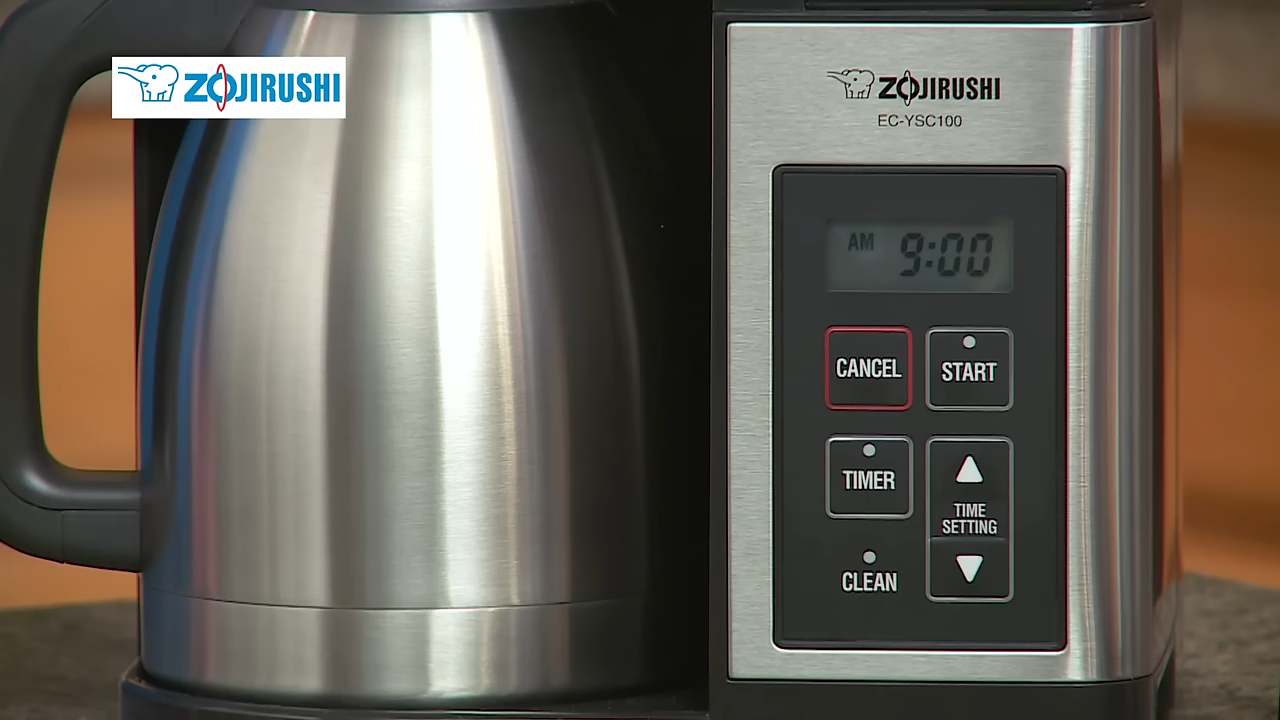 ZOJIRUSHI
ZOJIRUSHI
EC-YSC100
AM 9:00
CANCEL
START
TIMER
TIME
SETTING
CLEAN